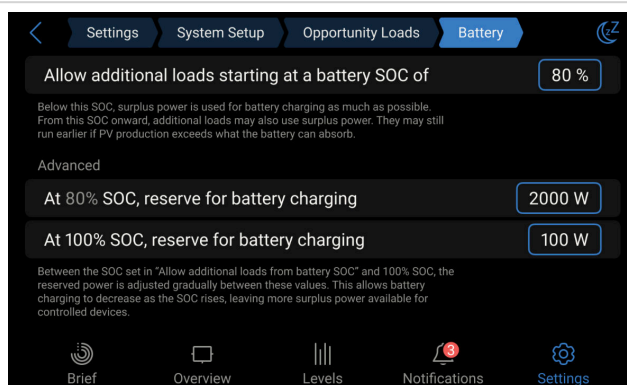 Settings
System Setup
Opportunity Loads
Battery
Allow additional loads starting at a battery SOC of
80 %
Below this SOC, surplus power is used for battery charging as much as possible.
From this SOC onward, additional loads may also use surplus power. They may still
run earlier if PV production exceeds what the battery can absorb.
Advanced
At 80% SOC, reserve for battery charging
2000 W
At 100% SOC, reserve for battery charging
100 W
Between the SOC set in "Allow additional loads from battery SOC" and 100% SOC, the
reserved power is adjusted gradually between these values. This allows battery
charging to decrease as the SOC rises, leaving more surplus power available for
controlled devices.
3
Brief
Overview
Levels
Notifications
Settings